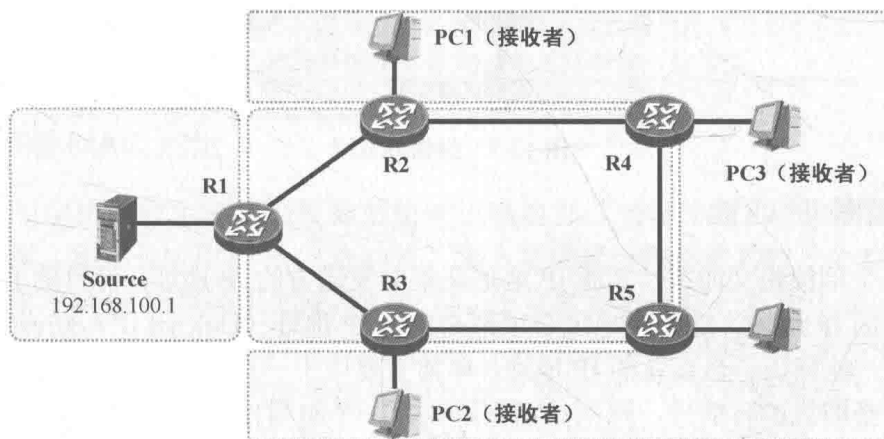 PC1（接收者）
R2
R4
PC3（接收者）
R1
Source
192.168.100.1
R3
R5
PC2（接收者）